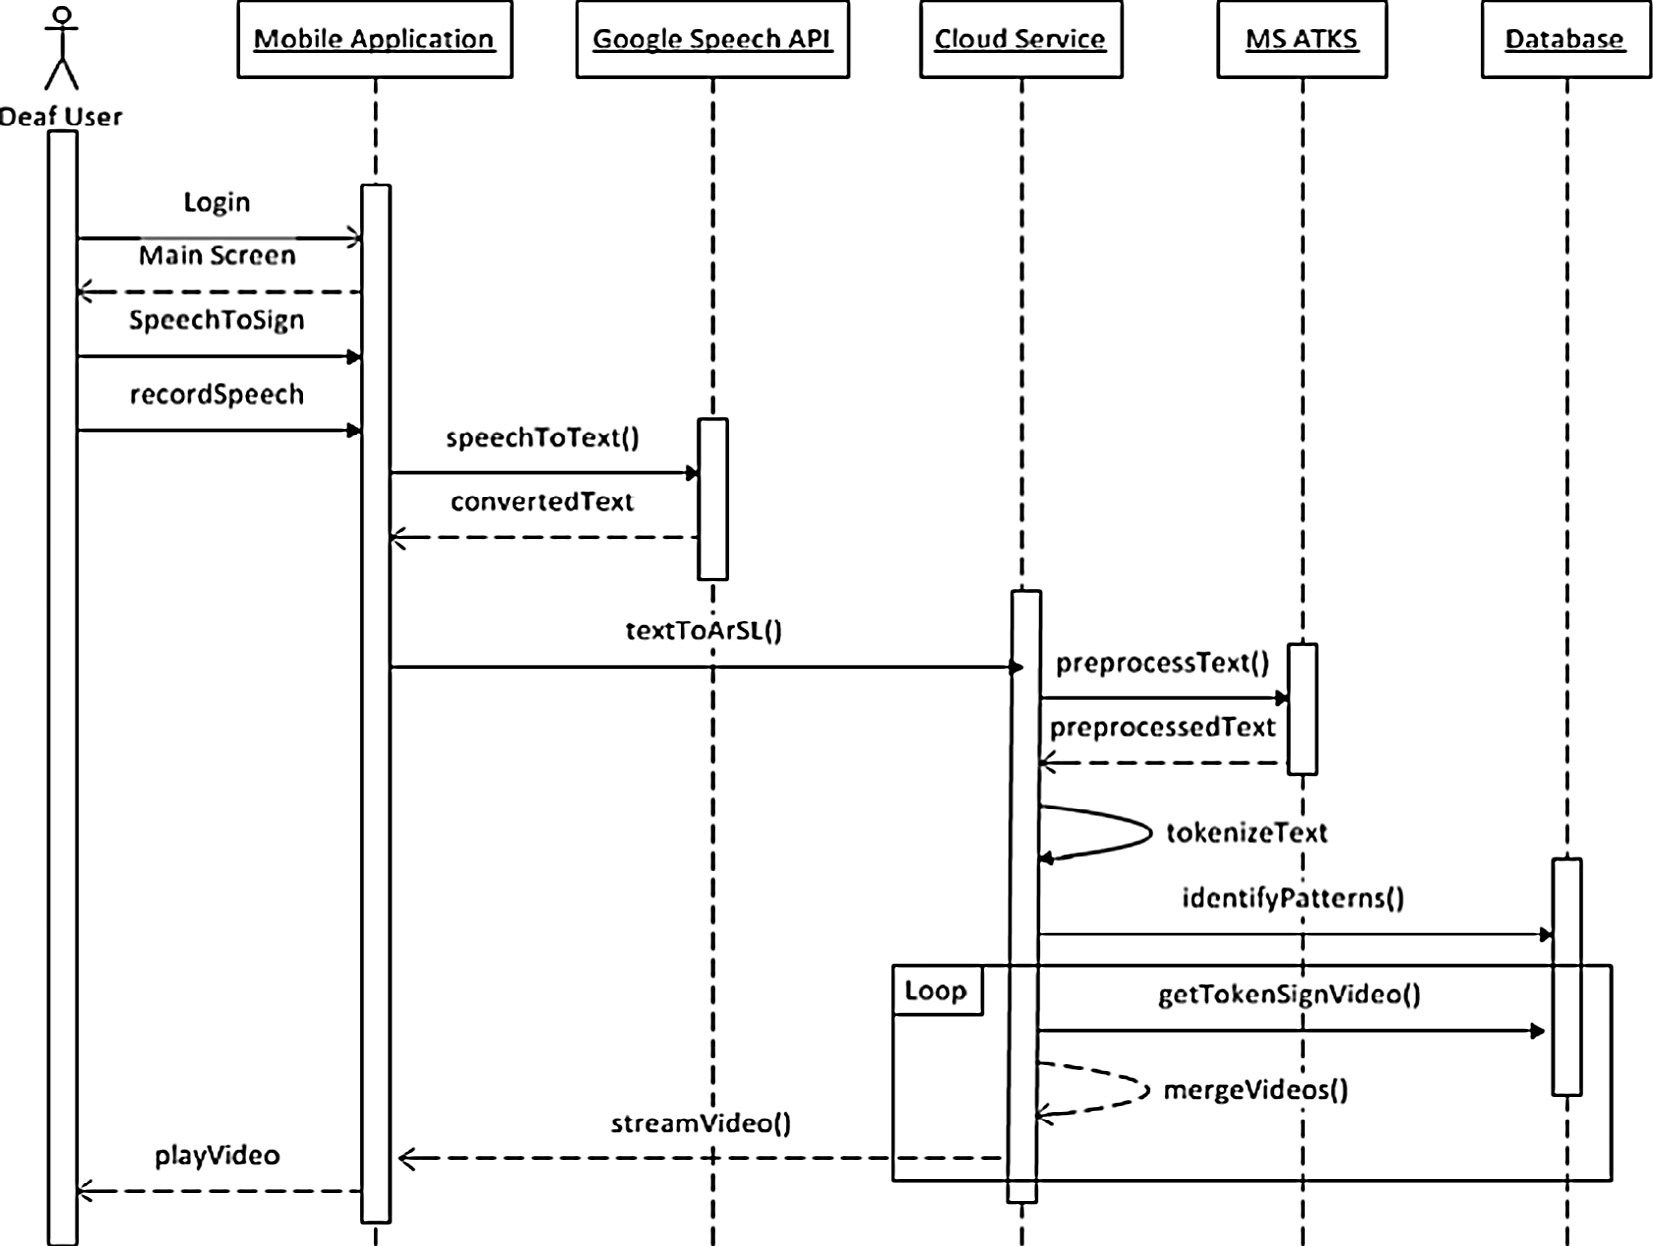 Mobile Application
Google Speech API
Cloud Service
MS ATKS
Database
Deaf User
Login
Main Screen
SpeechToSign
recordSpeech
speechToText()
convertedText
textToArSL()
preprocessText()
preprocessedText
tokenizeText
identifyPatterns()
Loop
getTokenSignVideo()
mergeVideos()
streamVideo()
playVideo